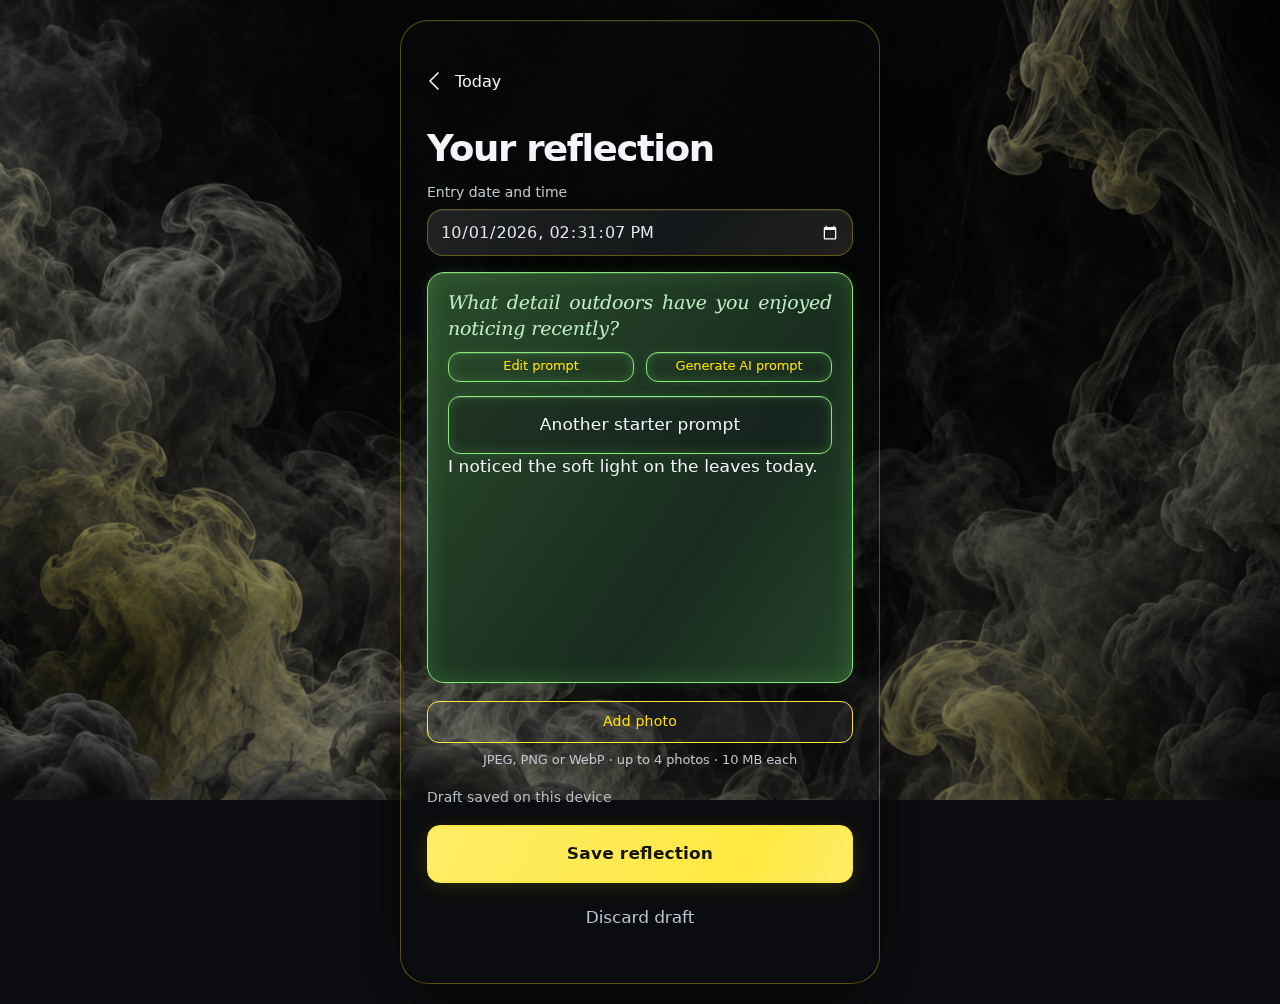 Today
Your reflection
Entry date and time
10/01/2026, 02:31:07 PM
What detail outdoors have you enjoyed
noticing recently?
Edit prompt
Generate AI prompt
Another starter prompt
I noticed the soft light on the leaves today.
Add photo
JPEG, PNG or WebP · up to 4 photos · 10 MB each
Draft saved on this device
Save reflection
Discard draft